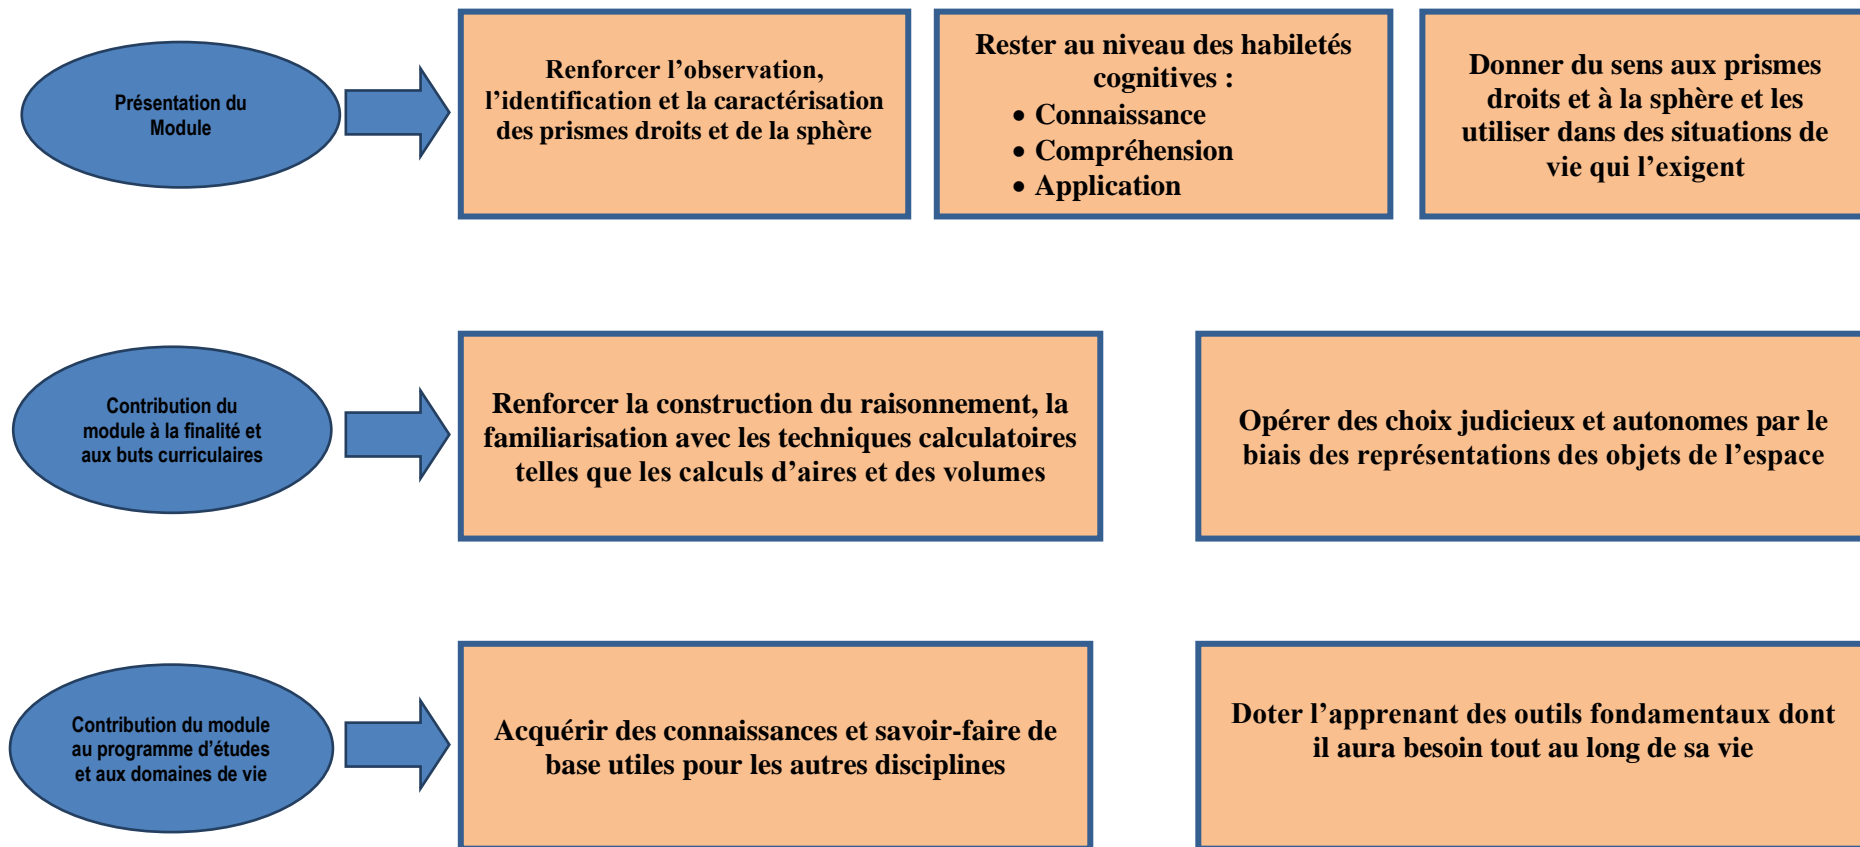 Présentation du
Module
Renforcer l’observation,
l’identification et la caractérisation
des prismes droits et de la sphère
Rester au niveau des habiletés
cognitives :
• Connaissance
• Compréhension
• Application
Donner du sens aux prismes
droits et à la sphère et les
utiliser dans des situations de
vie qui l’exigent
Contribution du
module à la finalité et
aux buts curriculaires
Renforcer la construction du raisonnement, la
familiarisation avec les techniques calculatoires
telles que les calculs d’aires et des volumes
Opérer des choix judicieux et autonomes par le
biais des représentations des objets de l’espace
Contribution du module
au programme d’études
et aux domaines de vie
Acquérir des connaissances et savoir-faire de
base utiles pour les autres disciplines
Doter l’apprenant des outils fondamentaux dont
il aura besoin tout au long de sa vie